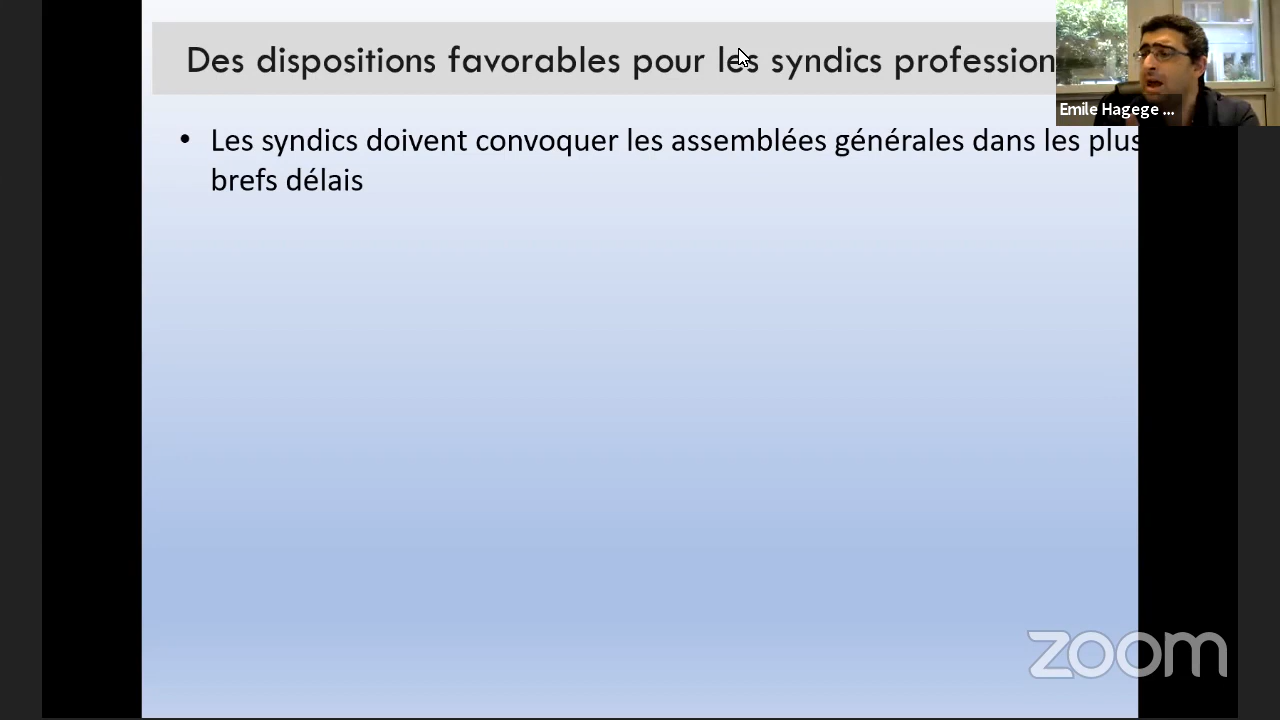 Des dispositions favorables pour les syndics profession
Emile Hagege ...
• Les syndics doivent convoquer les assemblées générales dans les plus
brefs délais
zoom